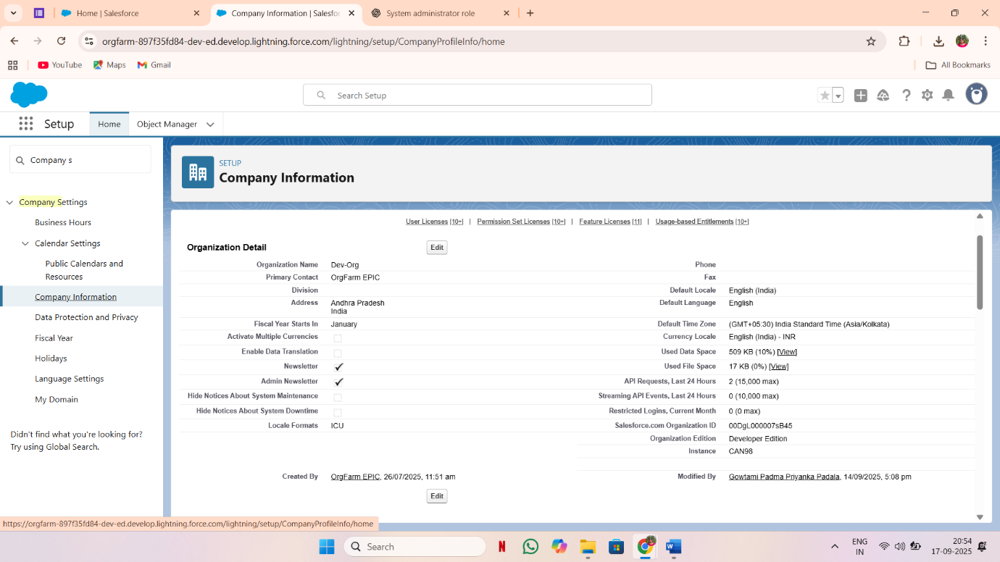 Home | Salesforce
Company Information | Salesfor
System administrator role
orgfarm-897f35fd84-dev-ed.develop.lightning.force.com/lightning/setup/CompanyProfileInfo/home
YouTube
Maps
Gmail
All Bookmarks
Search Setup
Setup
Home
Object Manager
Company s
Company Settings
Business Hours
Calendar Settings
Public Calendars and
Resources
Company Information
Data Protection and Privacy
Fiscal Year
Holidays
Language Settings
My Domain
Didn't find what you're looking for?
Try using Global Search.
SETUP
Company Information
User Licenses [10+] | Permission Set Licenses [10+] | Feature Licenses [11] | Usage-based Entitlements [10+]
Organization Detail Edit
Organization Name Dev-Org Phone
Primary Contact OrgFarm EPIC Fax
Division Default Locale English (India)
Address Andhra Pradesh Default Language English
India
Fiscal Year Starts In January Default Time Zone (GMT+05:30) India Standard Time (Asia/Kolkata)
Activate Multiple Currencies Currency Locale English (India) - INR
Enable Data Translation Used Data Space 509 KB (10%) [View]
Newsletter Used File Space 17 KB (0%) [View]
Admin Newsletter API Requests, Last 24 Hours 2 (15,000 max)
Hide Notices About System Maintenance Streaming API Events, Last 24 Hours 0 (10,000 max)
Hide Notices About System Downtime Restricted Logins, Current Month 0 (0 max)
Locale Formats ICU Salesforce.com Organization ID 00DgL000007sB45
Organization Edition Developer Edition
Instance CAN98
Created By OrgFarm EPIC, 26/07/2025, 11:51 am Modified By Gowtami Padma Priyanka Padala, 14/09/2025, 5:08 pm
Edit
https://orgfarm-897f35fd84-dev-ed.develop.lightning.force.com/lightning/setup/CompanyProfileInfo/home
Search
ENG
IN
20:54
17-09-2025